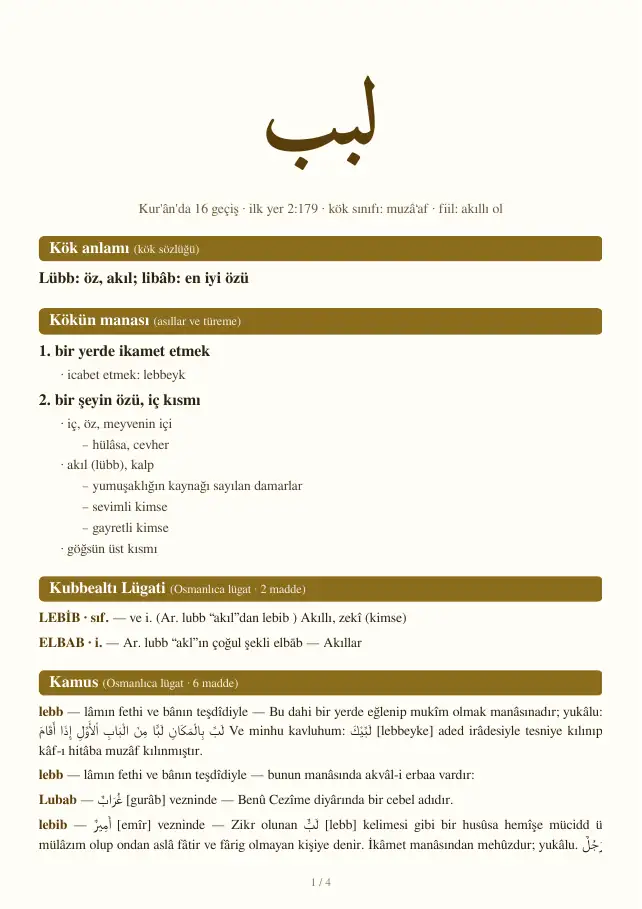 لبب
Kur'ân'da 16 geçiş · ilk yer 2:179 · kök sınıfı: muzâ‘af · fiil: akıllı ol
Kök anlamı (kök sözlüğü)
Lübb: öz, akıl; libâb: en iyi özü
Kökün manası (asıllar ve türeme)
1. bir yerde ikamet etmek
· icabet etmek: lebbeyk
2. bir şeyin özü, iç kısmı
· iç, öz, meyvenin içi
– hülâsa, cevher
· akıl (lübb), kalp
– yumuşaklığın kaynağı sayılan damarlar
– sevimli kimse
– gayretli kimse
· göğsün üst kısmı
Kubbealtı Lügati (Osmanlıca lügat · 2 madde)
LEBİB · sıf. — ve i. (Ar. lubb “akıl”dan lebіb ) Akıllı, zekî (kimse)
ELBAB · i. — Ar. lubb “akl”ın çoğul şekli elbāb — Akıllar
Kamus (Osmanlıca lügat · 6 madde)
lebb — lâmın fethi ve bânın teşdîdiyle — Bu dahi bir yerde eğlenip mukîm olmak manâsınadır; yukâlu:
لَبَّ بِالْمَكَانِ لَبًّا مِنَ الْبَابِ اْلأَوَّلِ إِذَا أَقَامَ Ve minhu kavluhum: لَبَّيْكَ [lebbeyke] aded irâdesiyle tesniye kılınıp
kâf-ı hitâba muzâf kılınmıştır.
lebb — lâmın fethi ve bânın teşdîdiyle — bunun manâsında akvâl-i erbaa vardır:
Lubab — غُرَابٌ [gurâb] vezninde — Benû Cezîme diyârında bir cebel adıdır.
lebib — أَمِيرٌ [emîr] vezninde — Zikr olunan لَبٌّ [lebb] kelimesi gibi bir husûsa hemîşe mücidd ü
mülâzım olup ondan aslâ fâtir ve fârig olmayan kişiye denir. İkâmet manâsından mehûzdur; yukâlu. رَجُلٌ
1 / 4